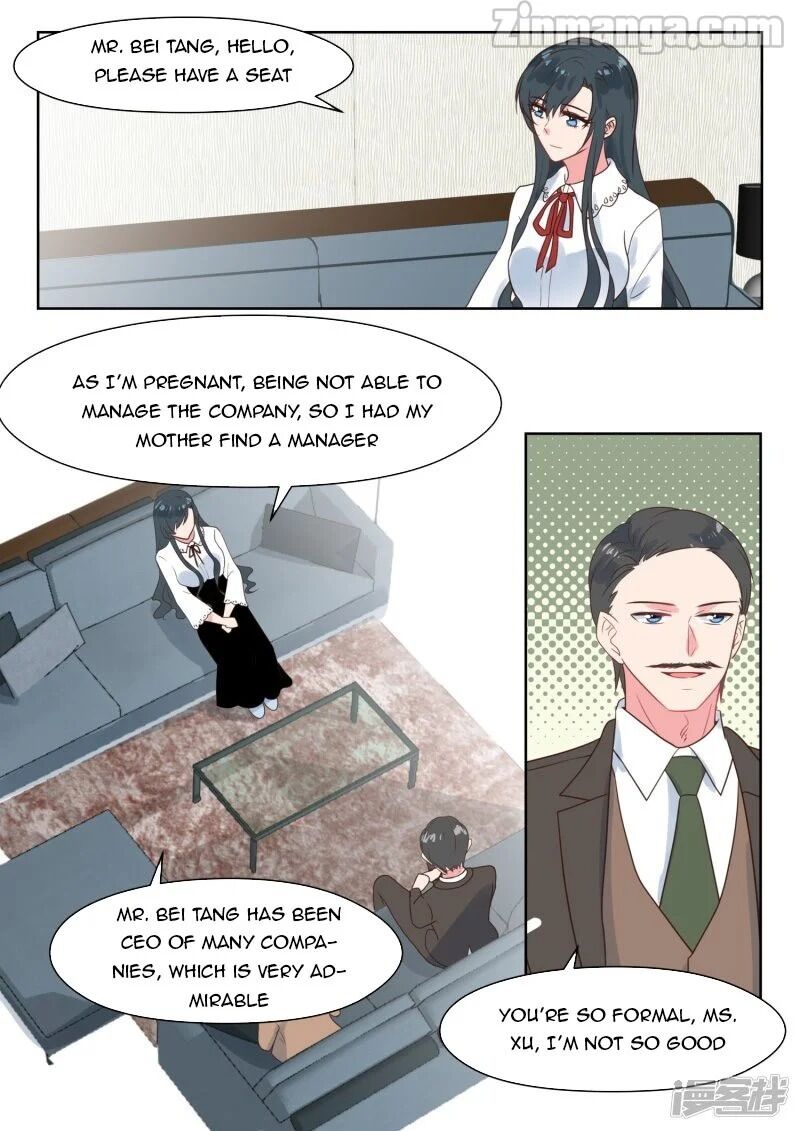 Zinmanga.com
MR. BEI TANG, HELLO,
PLEASE HAVE A SEAT
AS I'M PREGNANT, BEING NOT ABLE TO
MANAGE THE COMPANY, SO I HAD MY
MOTHER FIND A MANAGER
MR. BEI TANG HAS BEEN
CEO OF MANY COMPA-
NIES, WHICH IS VERY AD-
MIRABLE
YOU'RE SO FORMAL, MS.
XU, I'M NOT SO GOOD
漫客栈